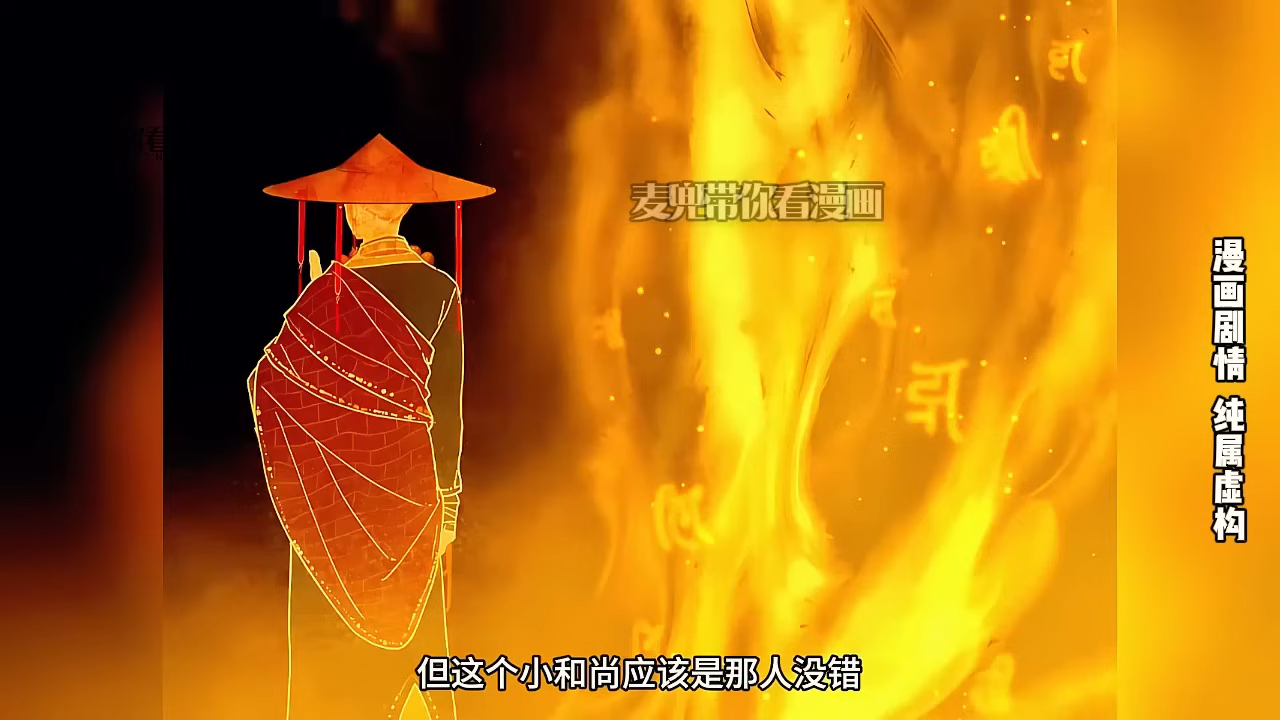 麦兜带你看漫画
漫画剧情 纯属虚构
但这个小和尚应该是那人没错